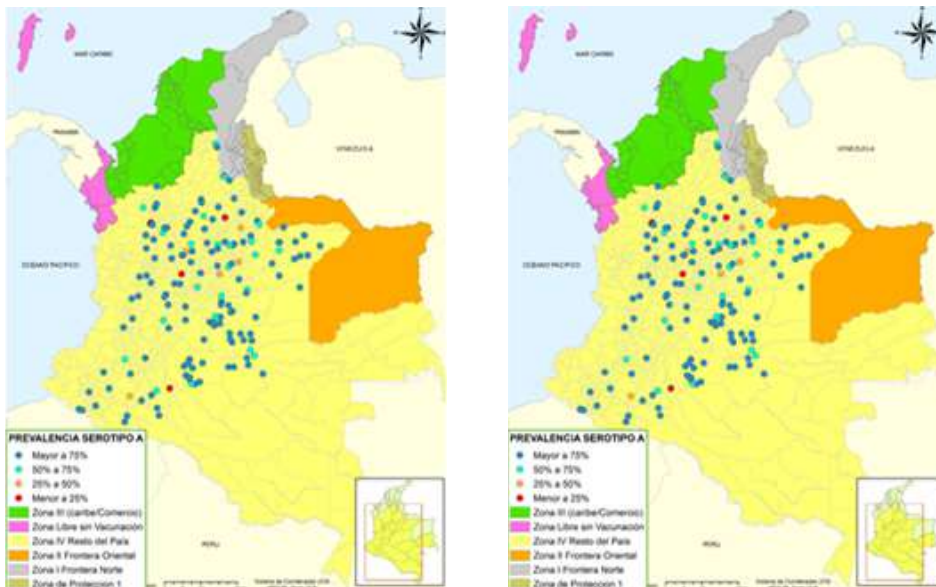 MAR CARIBE
PANAMA
VENEZUELA
OCEANO PACIFICO
PREVALENCIA SEROTIPO A
Mayor a 75%
50% a 75%
25% a 50%
Menor a 25%
Zona III (caribe/Comercio)
Zona Libre sin Vacunación
Zona IV Resto del País
Zona II Frontera Oriental
Zona I Frontera Norte
Zona de Proteccion 1
PERU
MAR CARIBE
PANAMA
VENEZUELA
OCEANO PACIFICO
PREVALENCIA SEROTIPO A
Mayor a 75%
50% a 75%
25% a 50%
Menor a 25%
Zona III (caribe/Comercio)
Zona Libre sin Vacunación
Zona IV Resto del País
Zona II Frontera Oriental
Zona I Frontera Norte
Zona de Proteccion 1
PERU